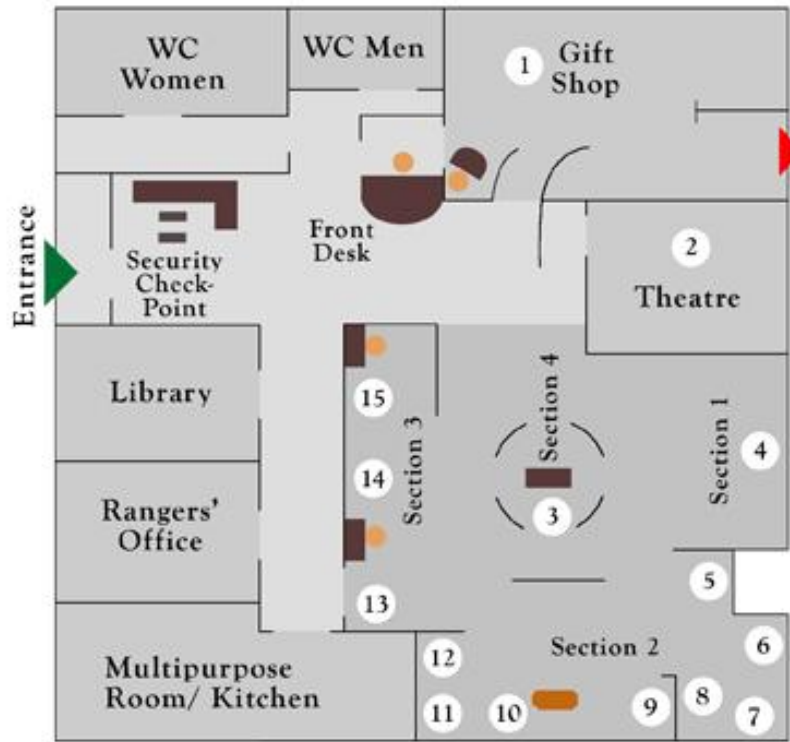 WC
Women
WC Men
1
Gift
Shop
Entrance
Security
Check-
Point
Front
Desk
2
Theatre
Library
15
Section 3
Section 4
Section 1
4
14
3
Rangers'
Office
13
5
Multipurpose
Room/ Kitchen
12
Section 2
6
11
10
9
8
7